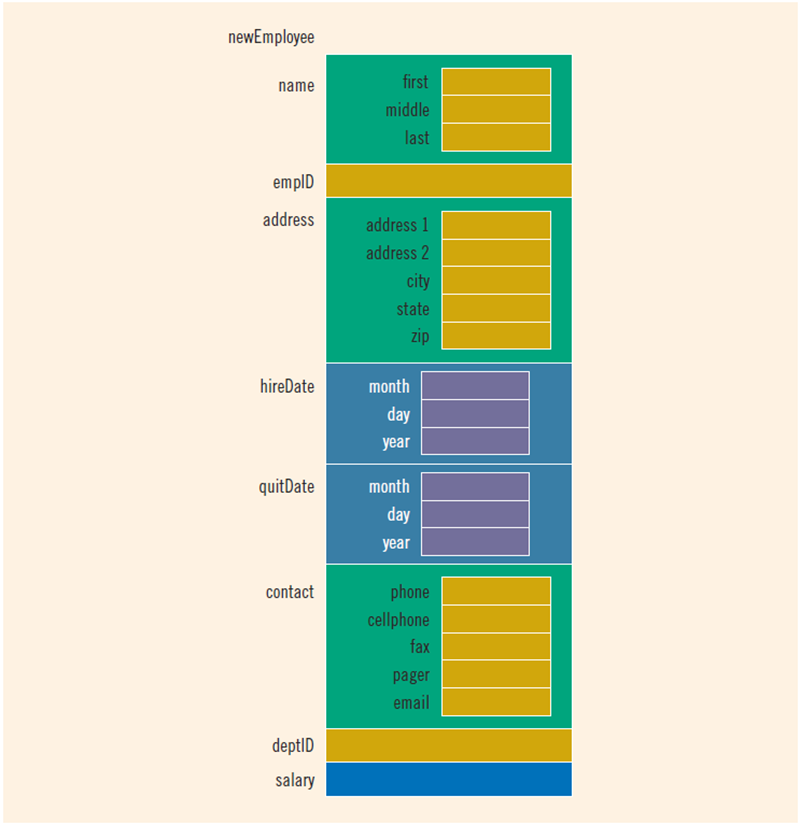 newEmployee
name
first
middle
last
empID
address
address 1
address 2
city
state
zip
hireDate
month
day
year
quitDate
month
day
year
contact
phone
cellphone
fax
pager
email
deptID
salary